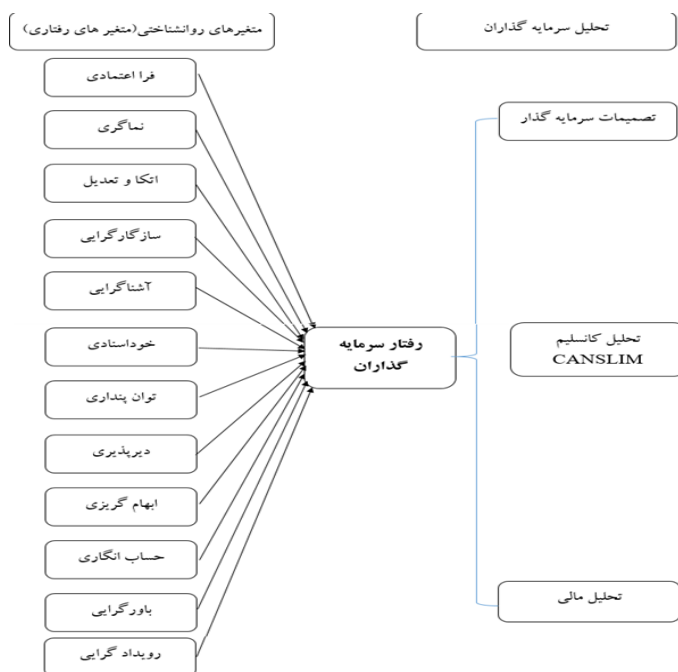 تحلیل سرمایه گذاران
متغیرهای روانشناختی(متغیر های رفتاری)
فرا اعتمادی
نماگری
اتکا و تعدیل
سازگارگرایی
آشناگرایی
خوداسنادی
توان پنداری
دیرپذیری
ابهام گریزی
حساب انگاری
باورگرایی
رویداد گرایی
رفتار سرمایه
گذاران
تصمیمات سرمایه گذار
تحلیل کانسلیم
CANSLIM
تحلیل مالی